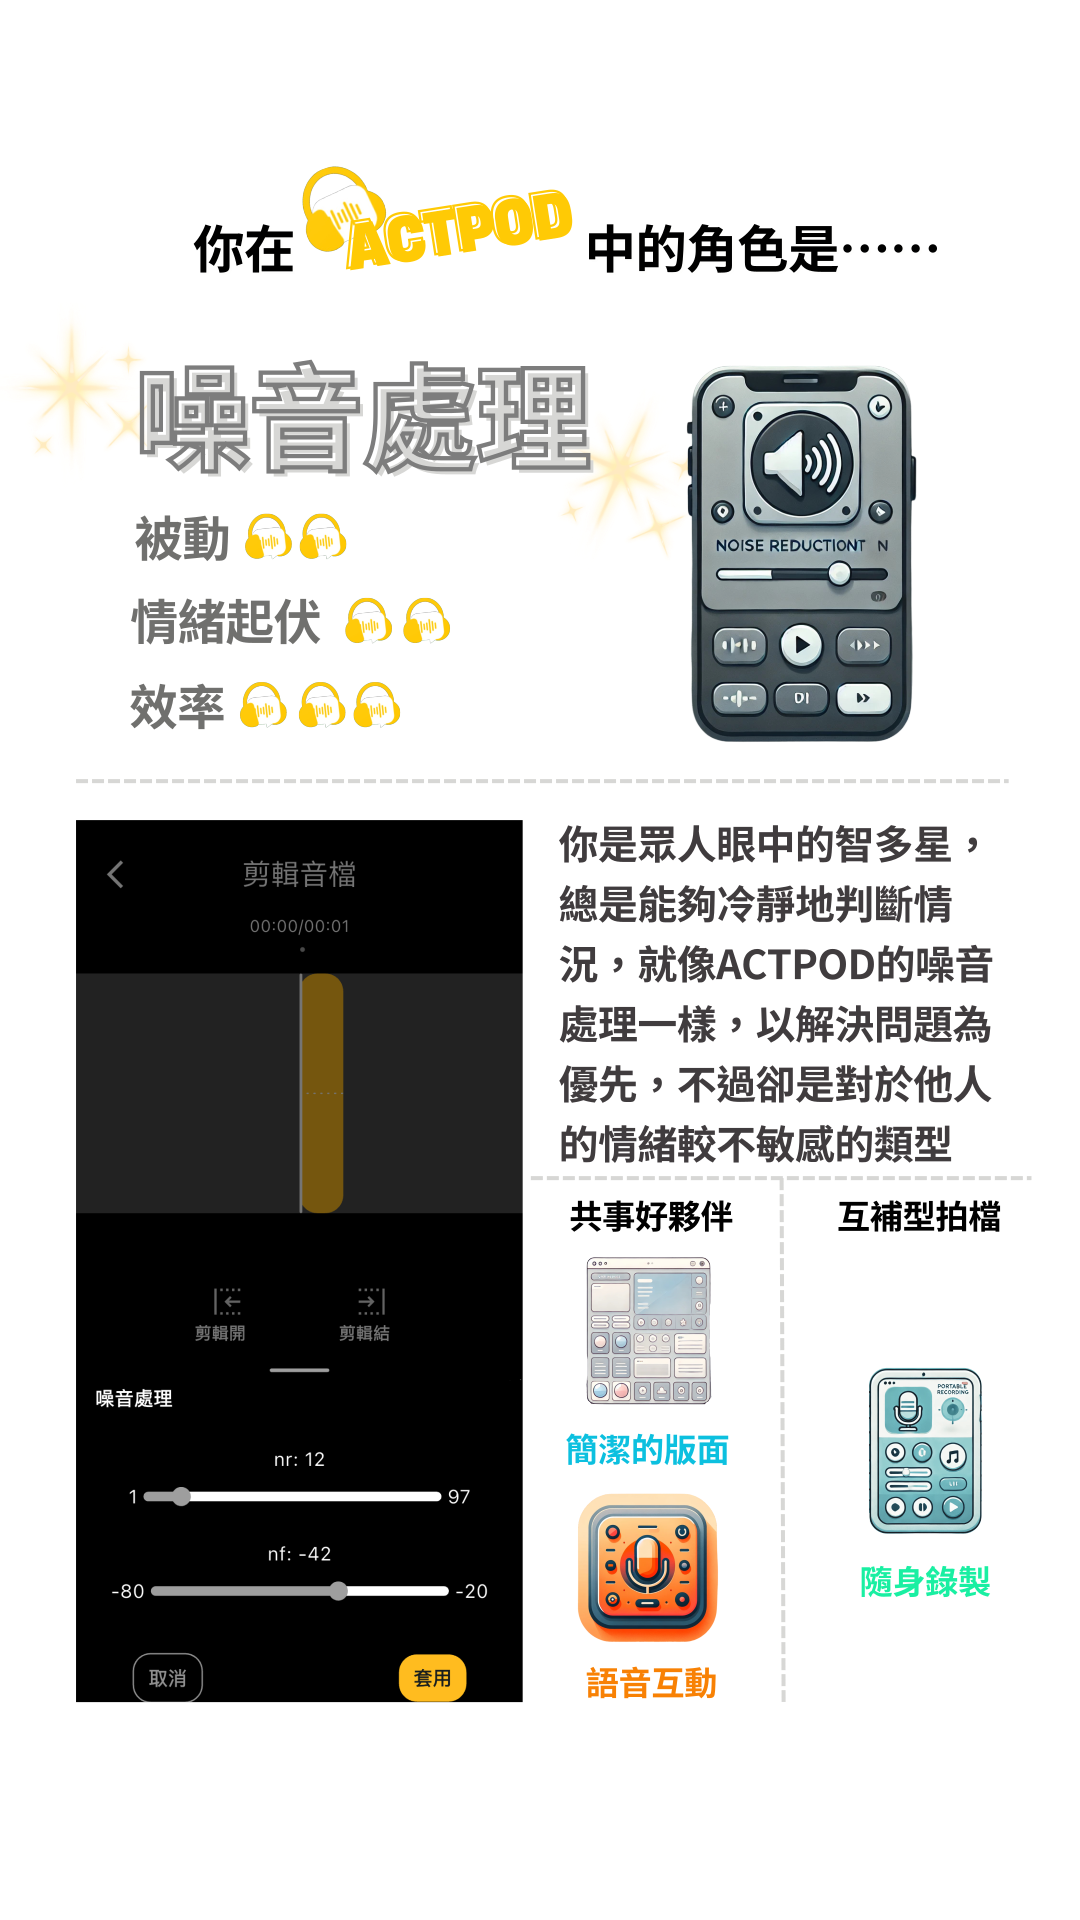 你在 ACTPOD 中的角色是……
噪音處理
被動
情緒起伏
效率
NOISE REDUCTIONT N
DI
剪輯音檔
00:00/00:01
剪輯開
剪輯結
噪音處理
nr: 12
1
97
nf: -42
-80
-20
取消
套用
你是眾人眼中的智多星，
總是能夠冷靜地判斷情
況，就像ACTPOD的噪音
處理一樣，以解決問題為
優先，不過卻是對於他人
的情緒較不敏感的類型
共事好夥伴
簡潔的版面
語音互動
互補型拍檔
PORTABLE
RECORDING
隨身錄製